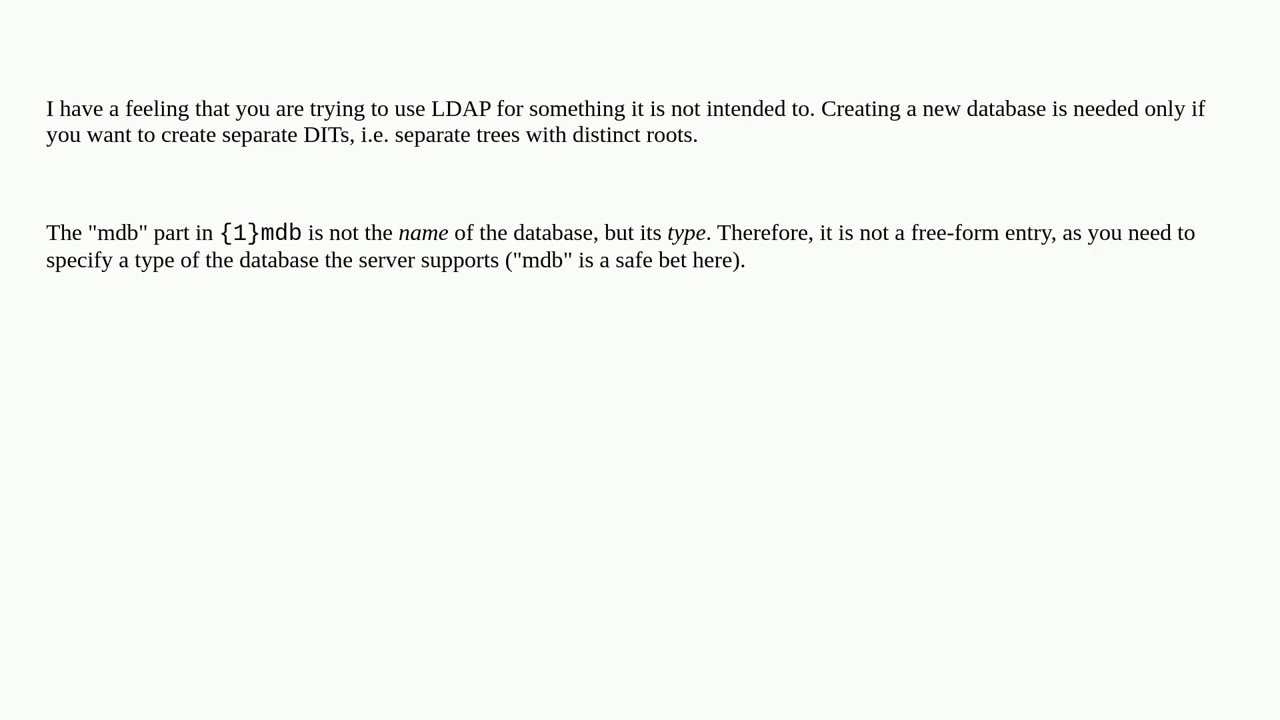 I have a feeling that you are trying to use LDAP for something it is not intended to. Creating a new database is needed only if
you want to create separate DITs, i.e. separate trees with distinct roots.
The "mdb" part in {1}mdb is not the name of the database, but its type. Therefore, it is not a free-form entry, as you need to
specify a type of the database the server supports ("mdb" is a safe bet here).